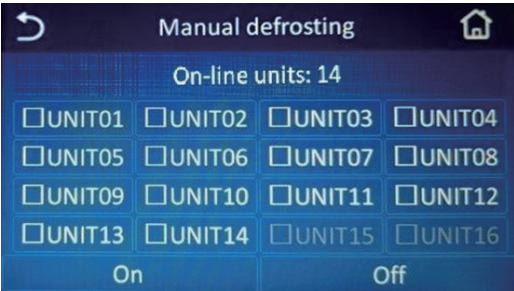 Manual defrosting
On-line units: 14
UNIT01 UNIT02 UNIT03 UNIT04
UNIT05 UNIT06 UNIT07 UNIT08
UNIT09 UNIT10 UNIT11 UNIT12
UNIT13 UNIT14 UNIT15 UNIT16
On Off